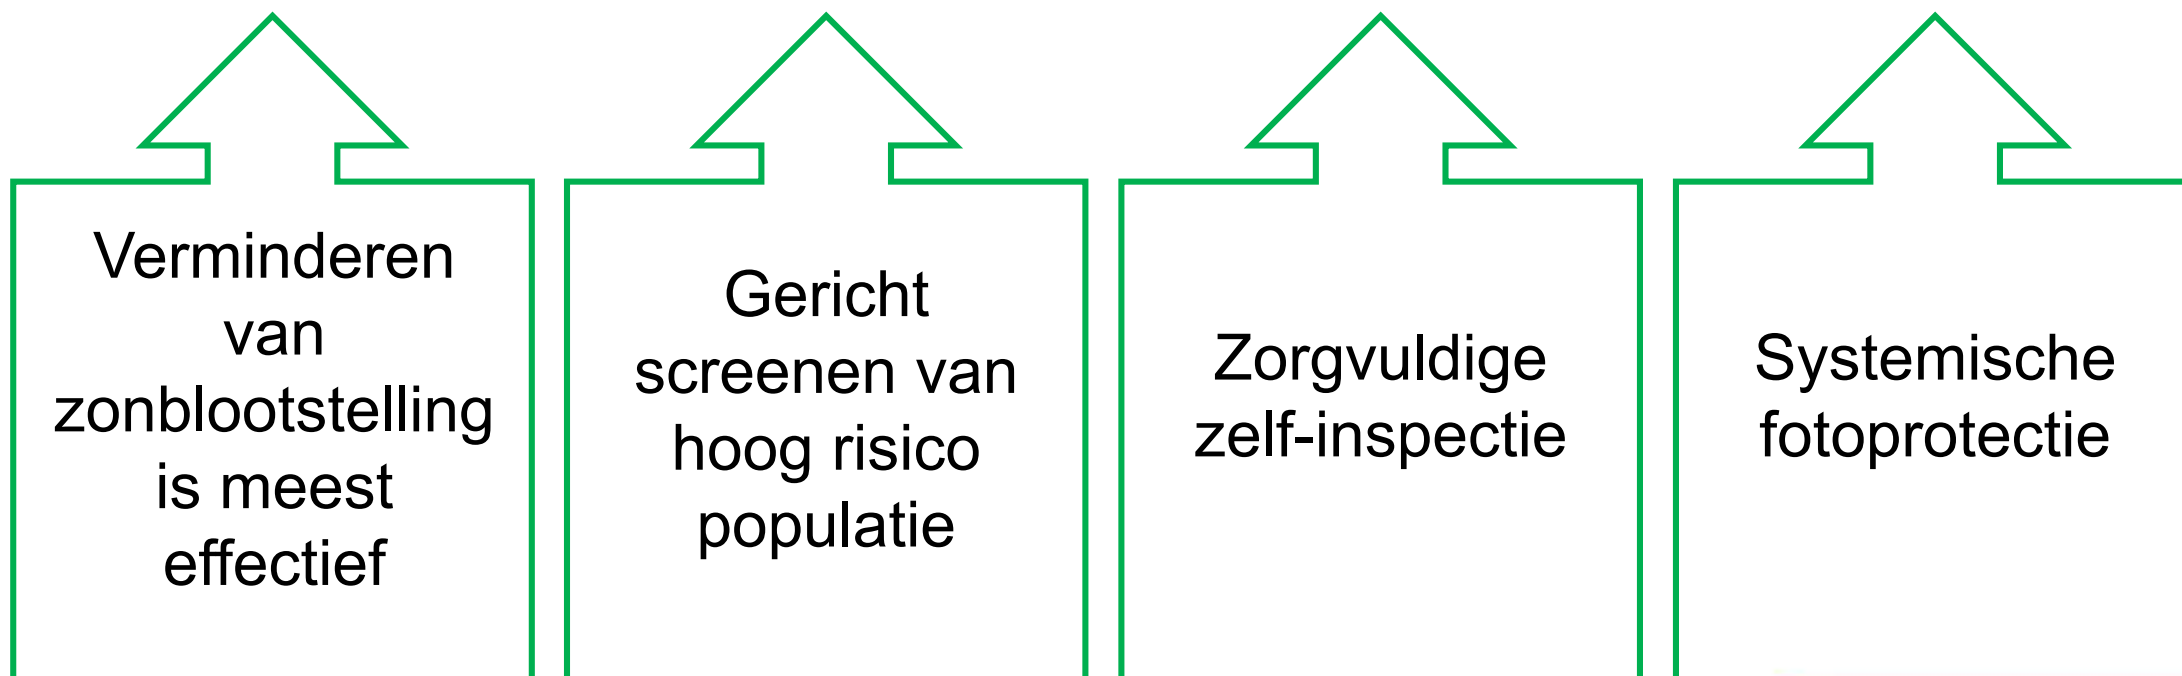 Verminderen
van
zonblootstelling
is meest
effectief
Gericht
screenen van
hoog risico
populatie
Zorgvuldige
zelf-inspectie
Systemische
fotoprotectie